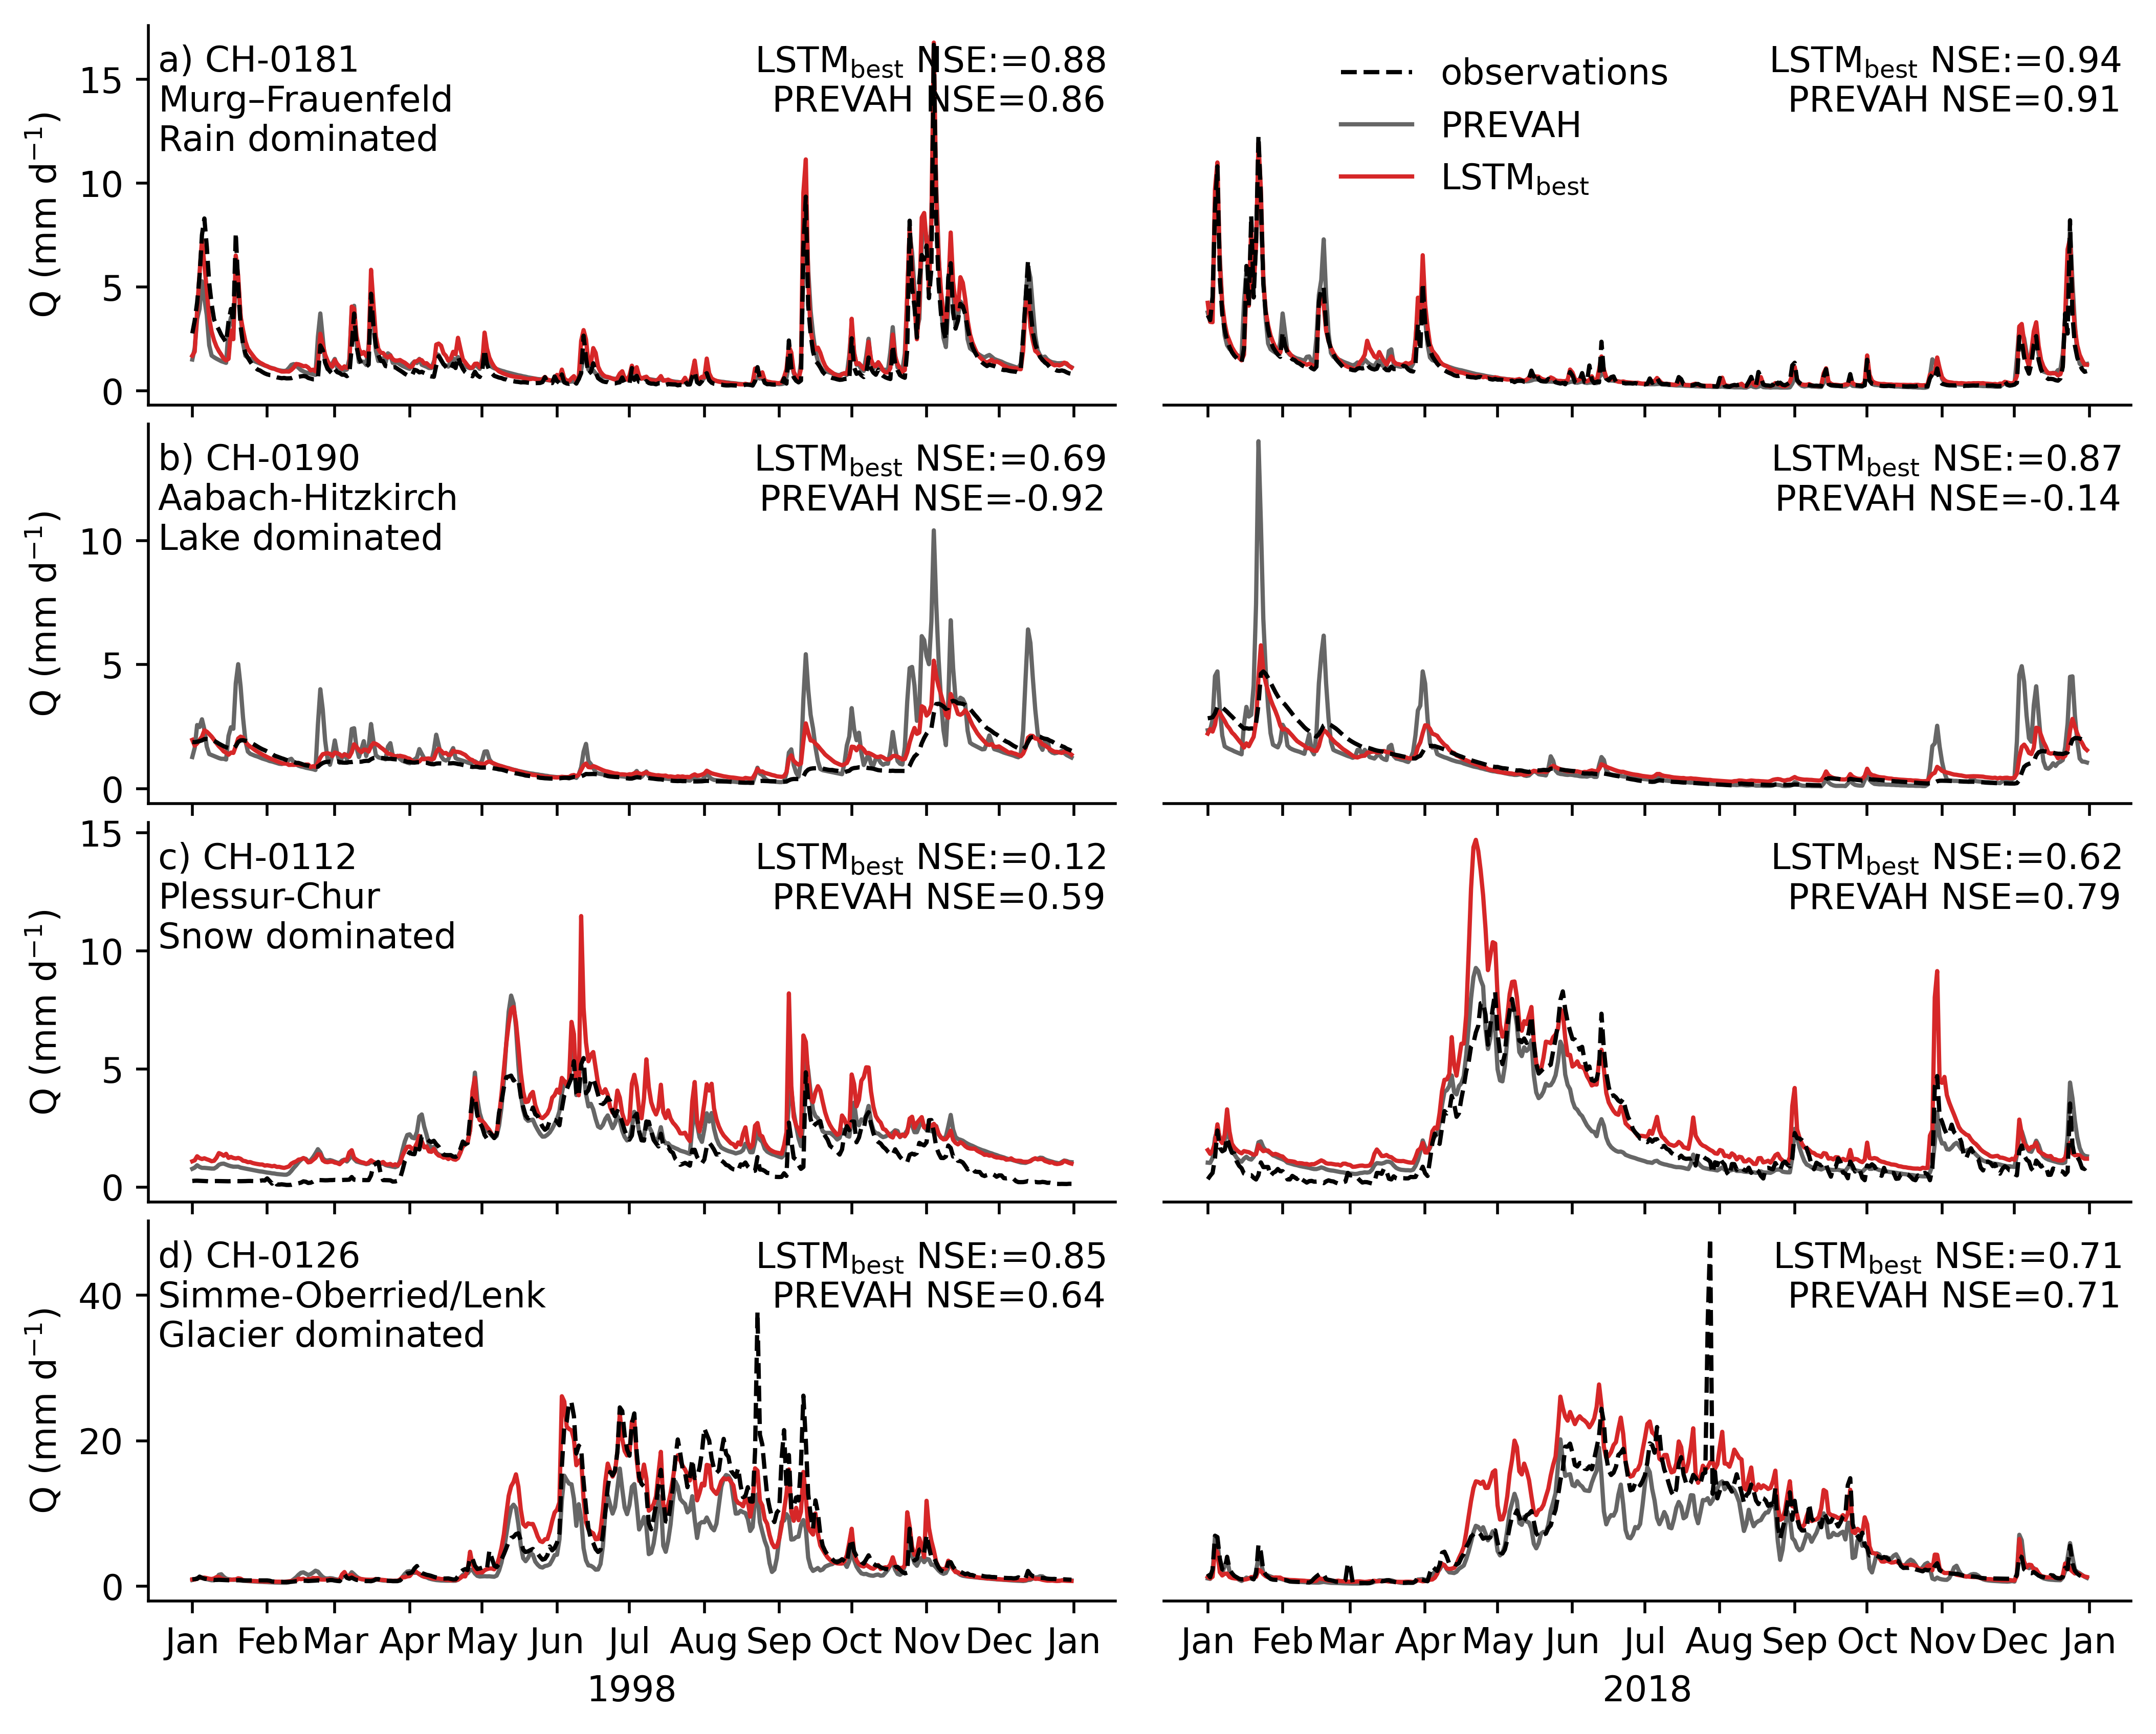 a) CH-0181
Murg–Frauenfeld
Rain dominated
LSTMbest NSE:=0.88
PREVAH NSE=0.86
observations
PREVAH
LSTMbest
LSTMbest NSE:=0.94
PREVAH NSE=0.91
Q (mm d−1)
15
10
5
0
b) CH-0190
Aabach-Hitzkirch
Lake dominated
LSTMbest NSE:=0.69
PREVAH NSE=-0.92
LSTMbest NSE:=0.87
PREVAH NSE=-0.14
Q (mm d−1)
10
5
0
c) CH-0112
Plessur-Chur
Snow dominated
LSTMbest NSE:=0.12
PREVAH NSE=0.59
LSTMbest NSE:=0.62
PREVAH NSE=0.79
Q (mm d−1)
15
10
5
0
d) CH-0126
Simme-Oberried/Lenk
Glacier dominated
LSTMbest NSE:=0.85
PREVAH NSE=0.64
LSTMbest NSE:=0.71
PREVAH NSE=0.71
Q (mm d−1)
40
20
0
Jan Feb Mar Apr May Jun Jul Aug Sep Oct Nov Dec Jan
1998
Jan Feb Mar Apr May Jun Jul Aug Sep Oct Nov Dec Jan
2018